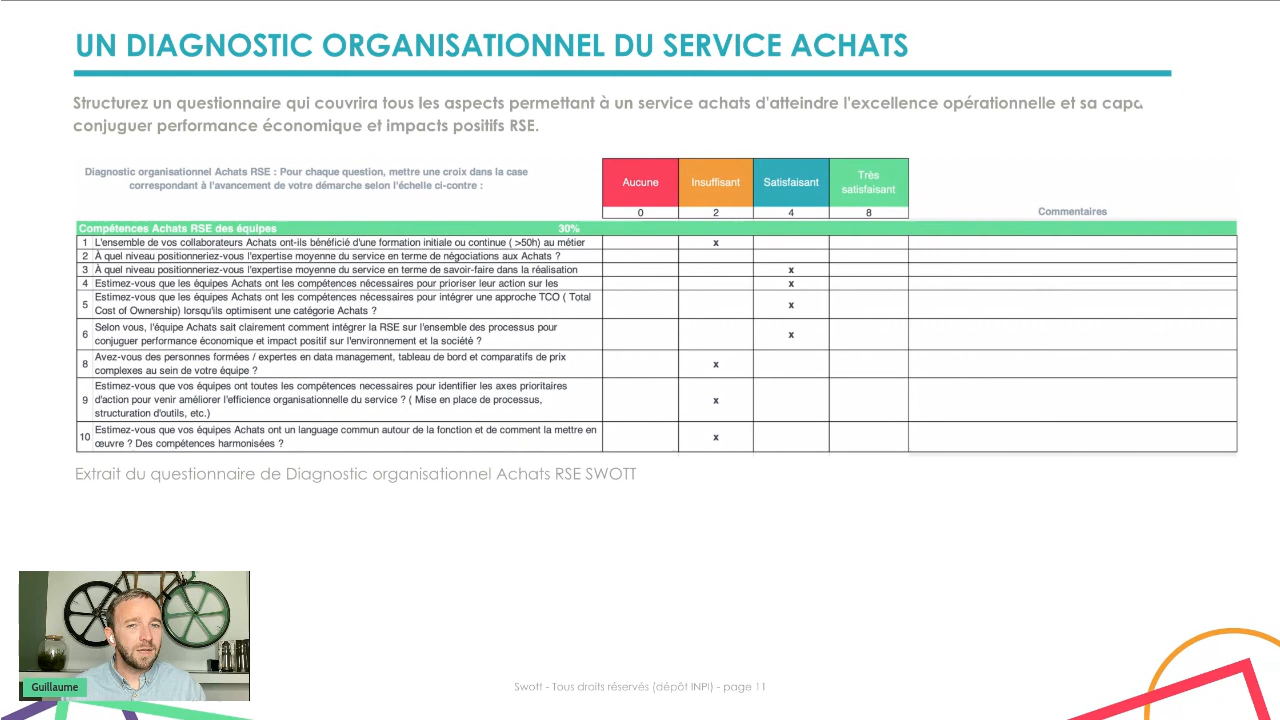 UN DIAGNOSTIC ORGANISATIONNEL DU SERVICE ACHATS
Structurez un questionnaire qui couvrira tous les aspects permettant à un service achats d'atteindre l'excellence opérationnelle et sa
conjuguer performance économique et impacts positifs RSE.
Diagnostic organisationnel Achats RSE : Pour chaque question, mettre une croix dans la case
correspondant à l'avancement de votre démarche selon l'échelle ci-contre :
Aucune Insuffisant Satisfaisant Très
satisfaisant
0 2 4 8 Commentaires
Compétences Achats RSE des équipes 30%
1 L'ensemble de vos collaborateurs Achats ont-ils bénéficié d'une formation initiale ou continue ( >50h) au métier x
2 À quel niveau positionneriez-vous l'expertise moyenne du service en terme de négociations aux Achats ?
3 À quel niveau positionneriez-vous l'expertise moyenne du service en terme de savoir-faire dans la réalisation x
4 Estimez-vous que les équipes Achats ont les compétences nécessaires pour prioriser leur action sur les x
5 Estimez-vous que les équipes Achats ont les compétences nécessaires pour intégrer une approche TCO ( Total
Cost of Ownership) lorsqu'ils optimisent une catégorie Achats ? x
6 Selon vous, l'équipe Achats sait clairement comment intégrer la RSE sur l'ensemble des processus pour
conjuguer performance économique et impact positif sur l'environnement et la société ? x
8 Avez-vous des personnes formées / expertes en data management, tableau de bord et comparatifs de prix
complexes au sein de votre équipe ? x
9 Estimez-vous que vos équipes ont toutes les compétences necessaires pour identifier les axes prioritaires
d'action pour venir améliorer l'efficience organisationnelle du service ? ( Mise en place de processus,
structuration d'outils, etc.) x
10 Estimez-vous que vos équipes Achats ont un language commun autour de la fonction et de comment la mettre en
œuvre ? Des compétences harmonisées ? x
Extrait du questionnaire de Diagnostic organisationnel Achats RSE SWOTT
Guillaume
Swott - Tous droits réservés (dépôt INPI) - page 11